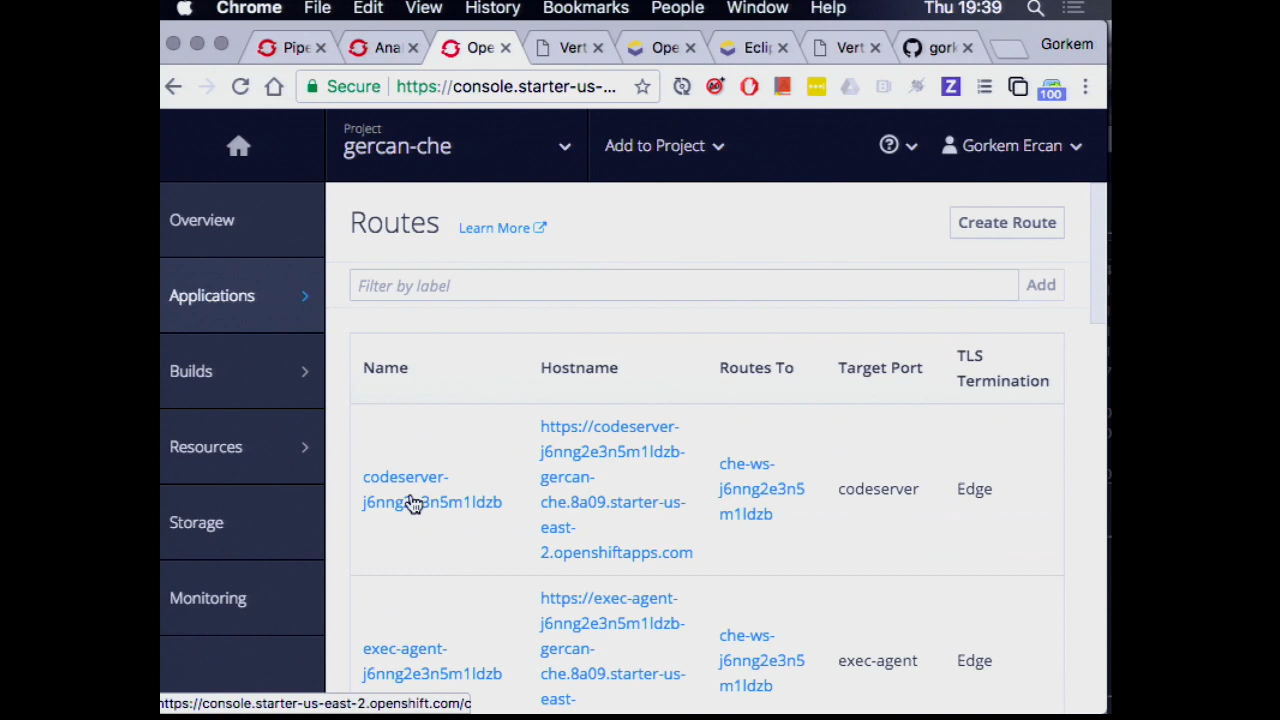 Chrome File Edit View History Bookmarks People Window Help Thu 19:39
Pipe Anal Ope Vert Ope Eclip Vert gork Gorkem
Secure https://console.starter-us-... Z 100
Project
gercan-che Add to Project ? Gorkem Ercan
Overview
Applications
Builds
Resources
Storage
Monitoring
Routes Learn More Create Route
Filter by label Add
Name Hostname Routes To Target Port TLS Termination
codeserver-
j6nng2e3n5m1ldzb
https://codeserver-
j6nng2e3n5m1ldzb-
gercan-
che.8a09.starter-us-
east-
2.openshiftapps.com
che-ws-
j6nng2e3n5
m1ldzb
codeserver
Edge
exec-agent-
j6nng2e3n5m1ldzb
https://exec-agent-
j6nng2e3n5m1ldzb-
gercan-
che.8a09.starter-us-
east-
che-ws-
j6nng2e3n5
m1ldzb
exec-agent
Edge
https://console.starter-us-east-2.openshift.com/c